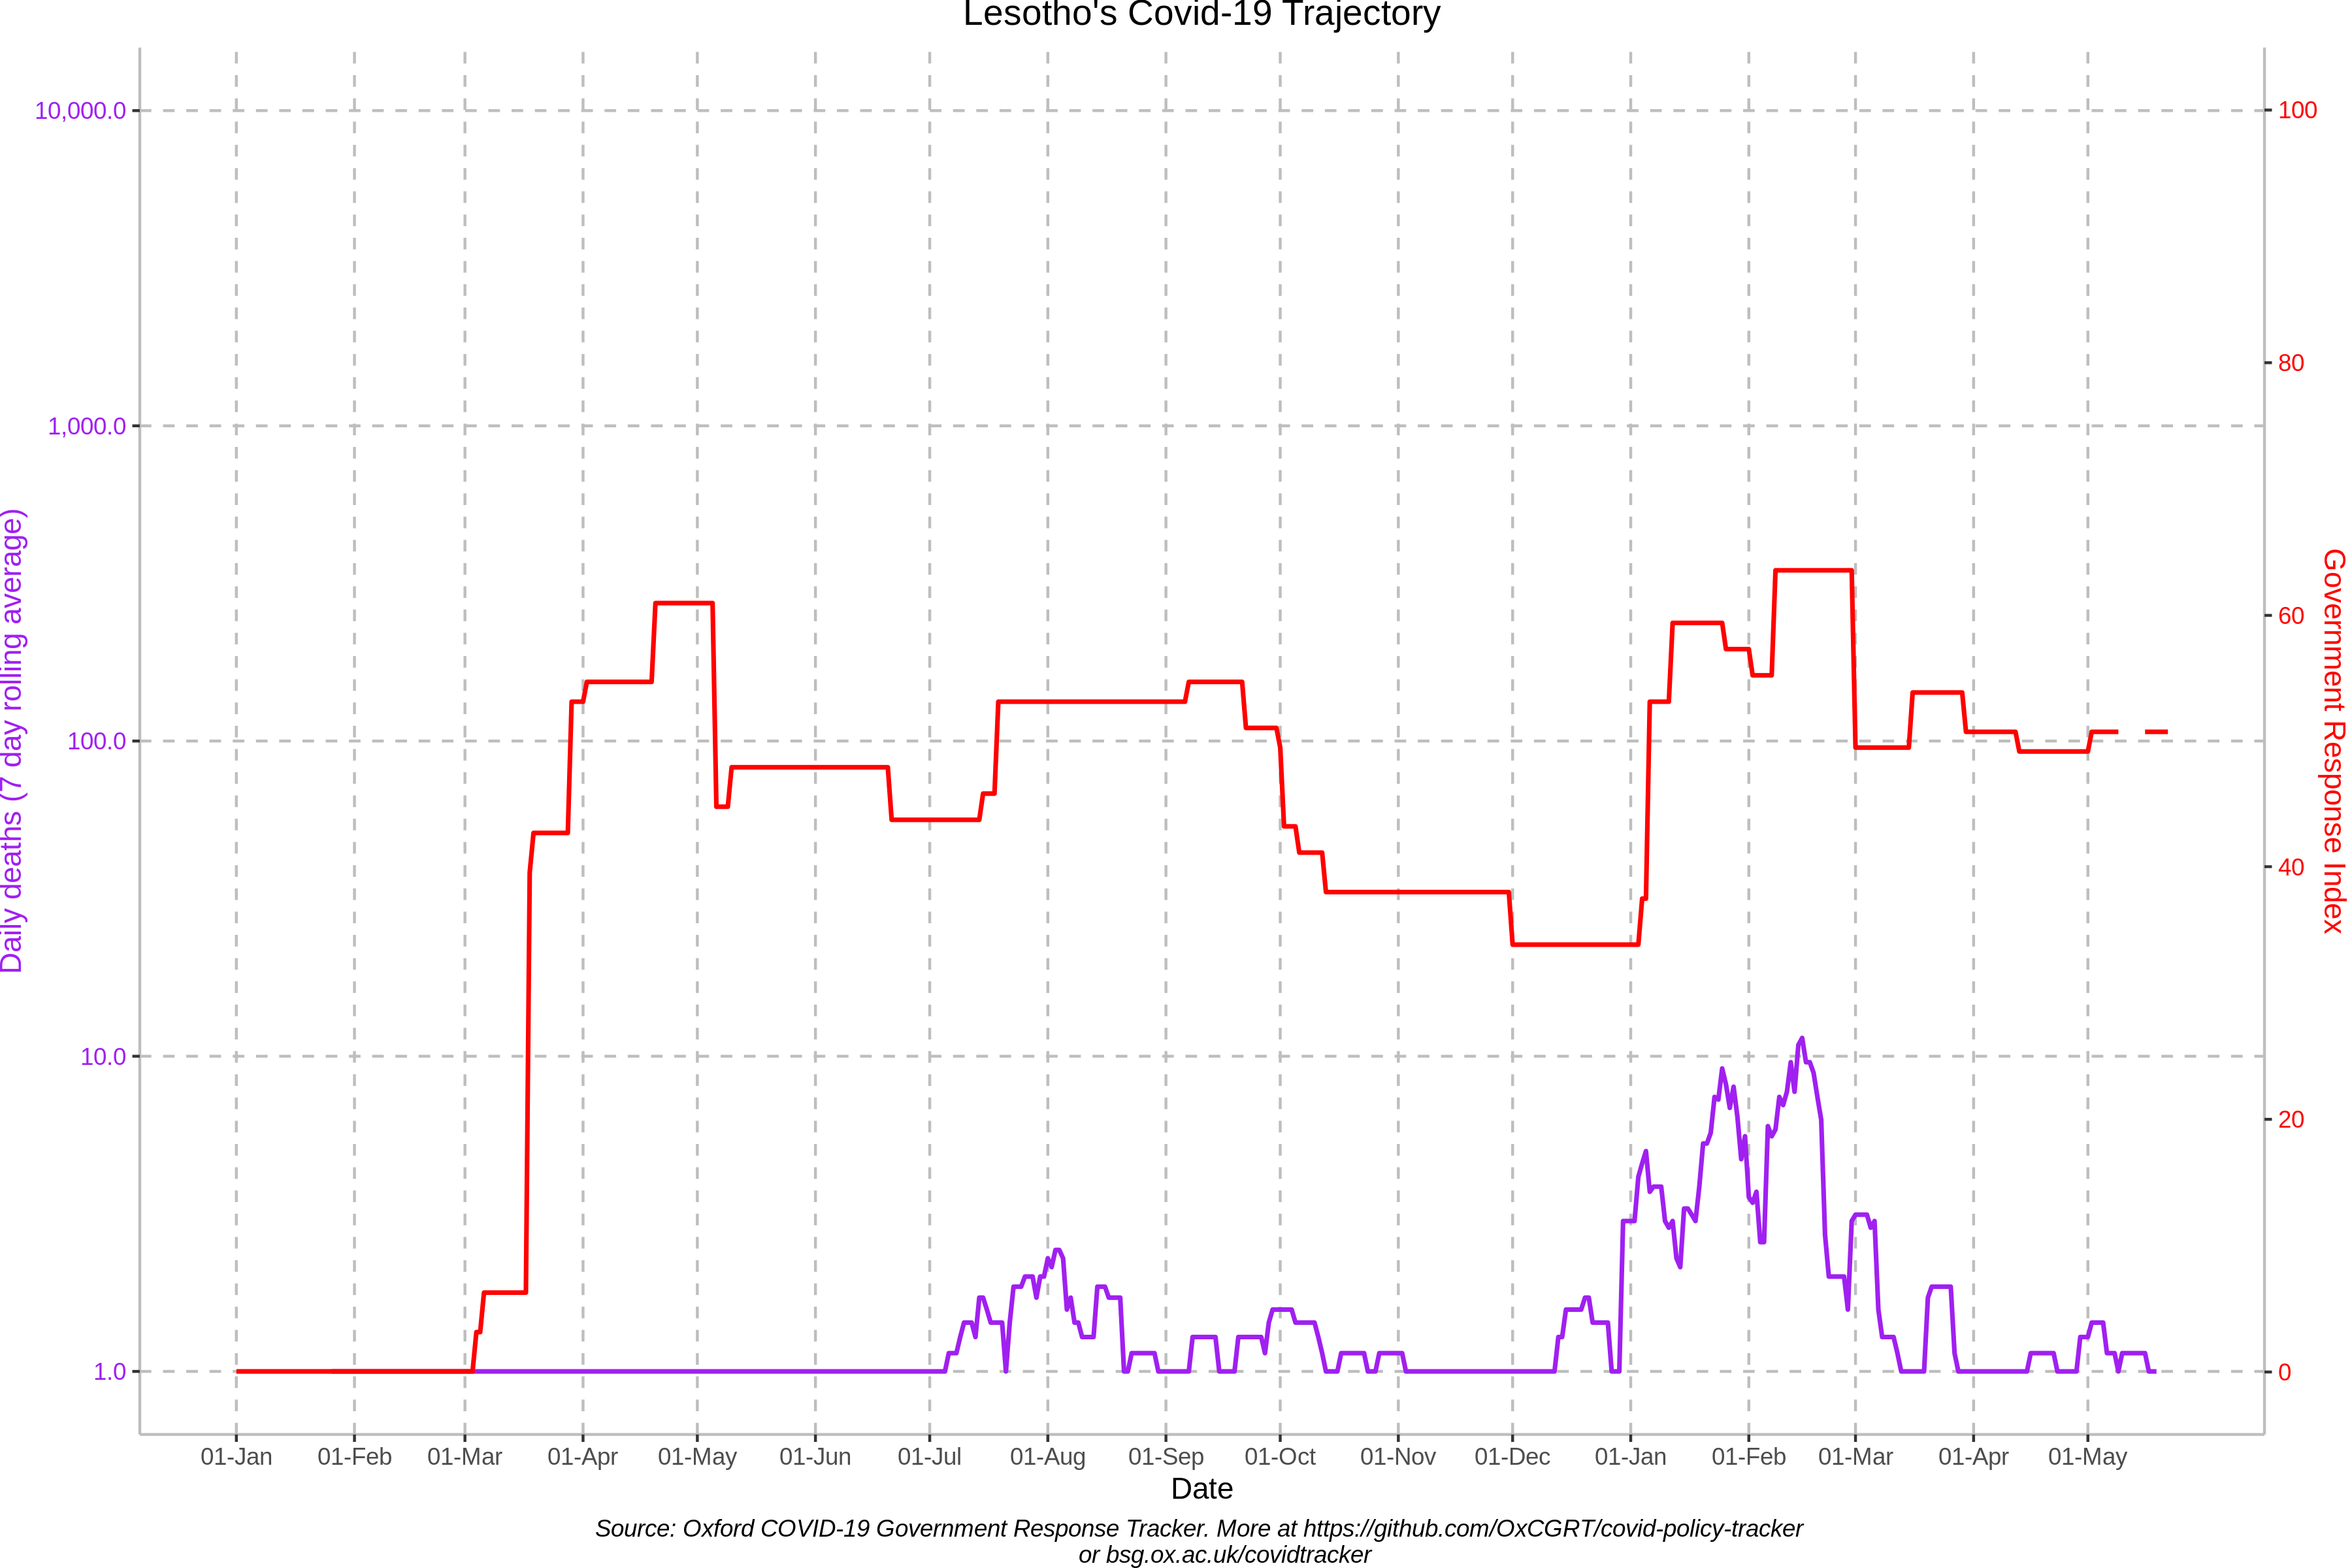 Lesotho's Covid-19 Trajectory
10,000.0
1,000.0
100.0
10.0
1.0
Daily deaths (7 day rolling average)
100
80
60
40
20
0
Government Response Index
01-Jan 01-Feb 01-Mar 01-Apr 01-May 01-Jun 01-Jul 01-Aug 01-Sep 01-Oct 01-Nov 01-Dec 01-Jan 01-Feb 01-Mar 01-Apr 01-May
Date
Source: Oxford COVID-19 Government Response Tracker. More at https://github.com/OxCGRT/covid-policy-tracker
or bsg.ox.ac.uk/covidtracker